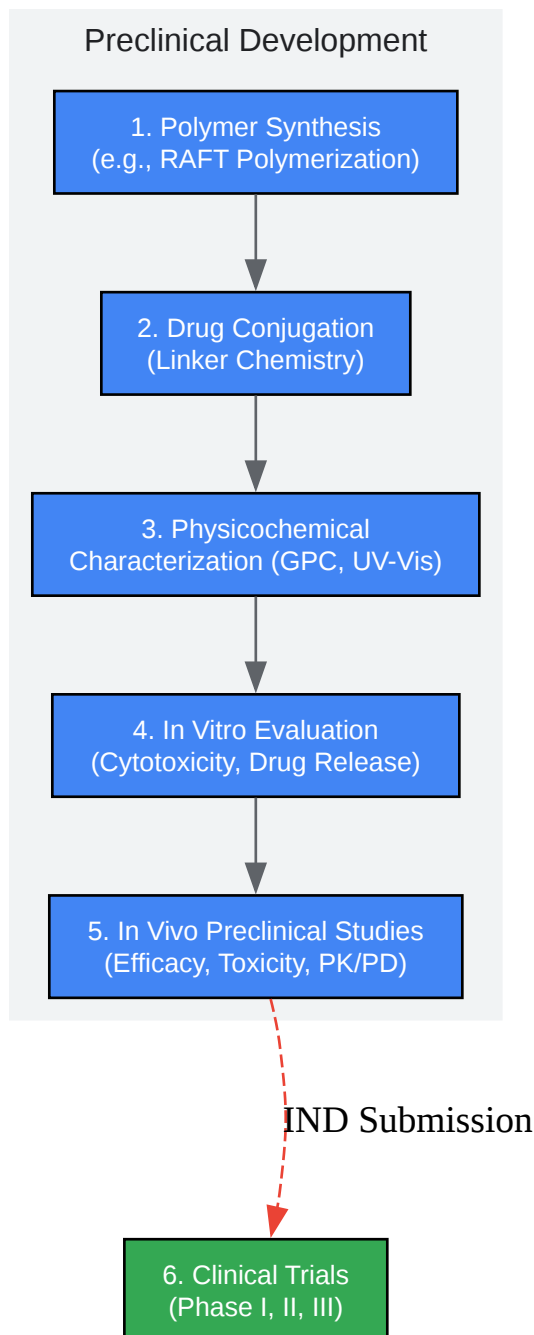 Preclinical Development
1. Polymer Synthesis
(e.g., RAFT Polymerization)
2. Drug Conjugation
(Linker Chemistry)
3. Physicochemical
Characterization (GPC, UV-Vis)
4. In Vitro Evaluation
(Cytotoxicity, Drug Release)
5. In Vivo Preclinical Studies
(Efficacy, Toxicity, PK/PD)
IND Submission
6. Clinical Trials
(Phase I, II, III)